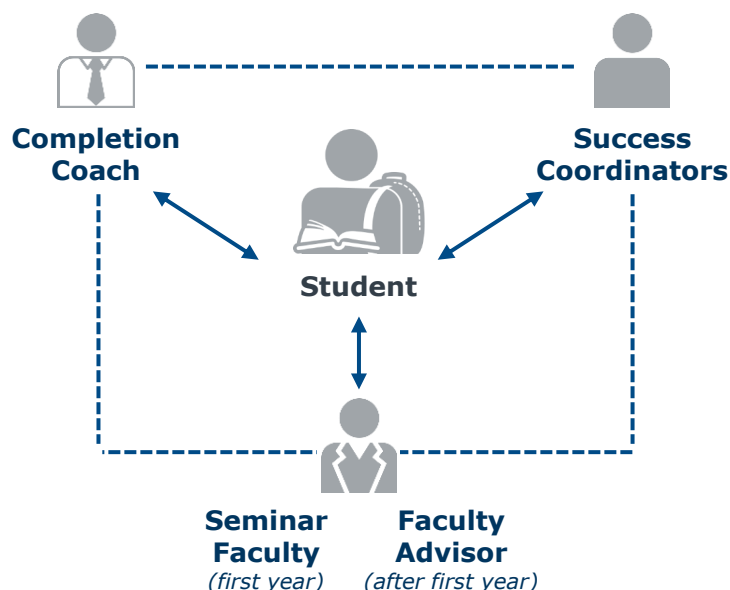 Completion
Coach
Success
Coordinators
Student
Seminar
Faculty
(first year)
Faculty
Advisor
(after first year)